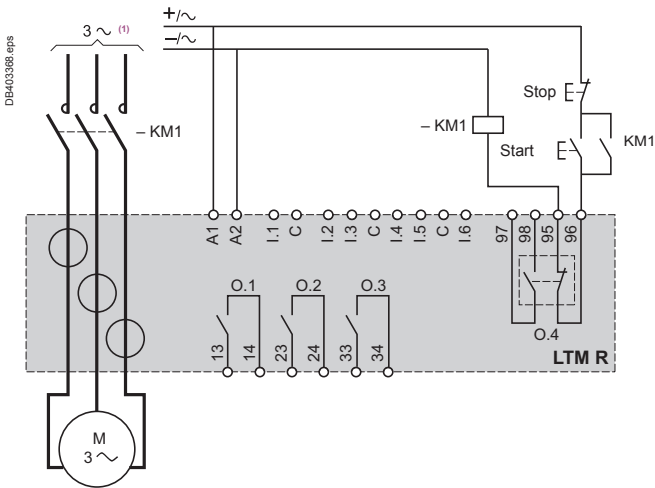 DB403368.eps
3 ~ (1)
+/~
−/~
– KM1
– KM1
Stop
Start
KM1
A1 A2 I.1 C I.2 I.3 C I.4 I.5 C I.6 97 98 95 96
O.1 O.2 O.3
13 14 23 24 33 34
O.4
LTM R
M
3 ~